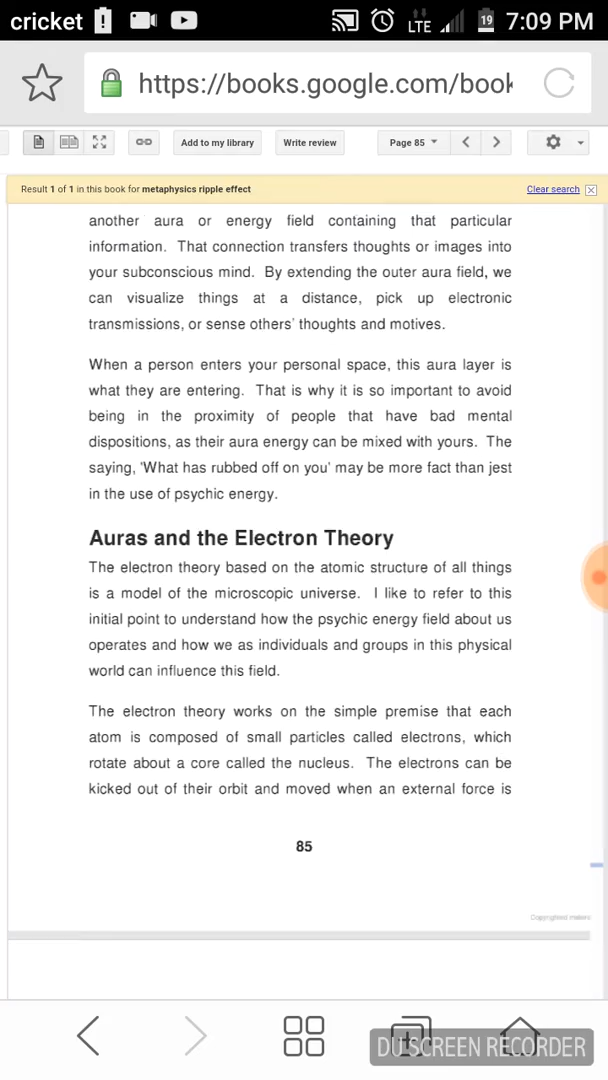 cricket
LTE
19
7:09 PM
https://books.google.com/book
Add to my library
Write review
Page 85
Result 1 of 1 in this book for metaphysics ripple effect
Clear search
another aura or energy field containing that particular
information. That connection transfers thoughts or images into
your subconscious mind. By extending the outer aura field, we
can visualize things at a distance, pick up electronic
transmissions, or sense others' thoughts and motives.
When a person enters your personal space, this aura layer is
what they are entering. That is why it is so important to avoid
being in the proximity of people that have bad mental
dispositions, as their aura energy can be mixed with yours. The
saying, 'What has rubbed off on you' may be more fact than jest
in the use of psychic energy.
Auras and the Electron Theory
The electron theory based on the atomic structure of all things
is a model of the microscopic universe. I like to refer to this
initial point to understand how the psychic energy field about us
operates and how we as individuals and groups in this physical
world can influence this field.
The electron theory works on the simple premise that each
atom is composed of small particles called electrons, which
rotate about a core called the nucleus. The electrons can be
kicked out of their orbit and moved when an external force is
85
Copyrighted materi
DU SCREEN RECORDER